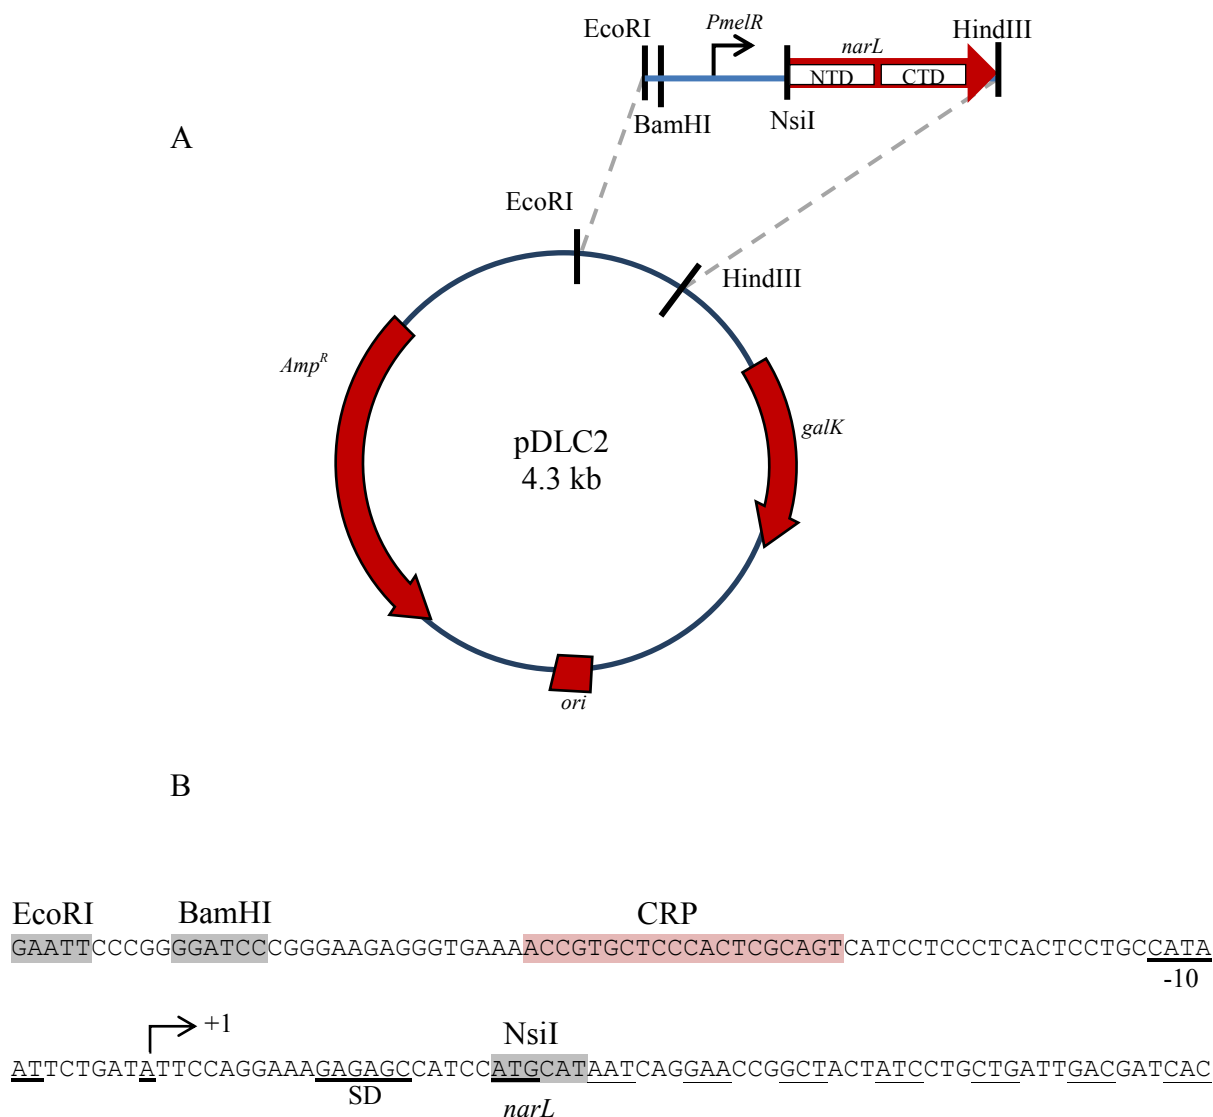 PmelR
EcoRI
narL
HindIII
NTD
CTD
BamHI
NsiI
A
EcoRI
HindIII
Amp^R
galK
pDLC2
4.3 kb
ori
B
EcoRI BamHI CRP
GAATTCCCGGGGATCCCGGGAAGAGGGTGAAAACCGTGCTCCCACTCGCAGTCATCCTCCCTCACTCCTGCCATA
-10
+1 NsiI
ATTCTGATATTCCAGGAAAGAGAGCCATCCATGCATAATCAGGAACCGGCTACTATCCTGCTGATTGACGATCAC
SD
narL